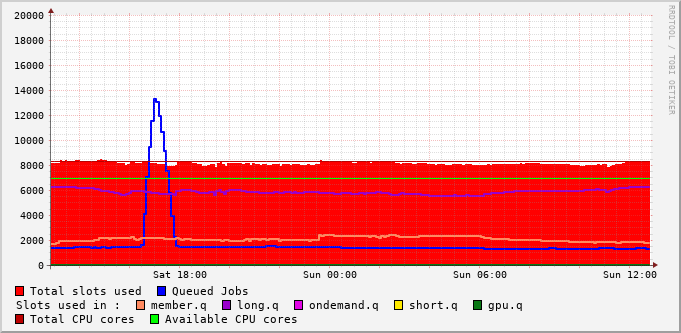 20000
18000
16000
14000
12000
10000
8000
6000
4000
2000
0
Sat 18:00 Sun 00:00 Sun 06:00 Sun 12:00
RRDTOOL / TOBI OETIKER
Total slots used Queued Jobs
Slots used in : member.q long.q ondemand.q short.q gpu.q
Total CPU cores Available CPU cores